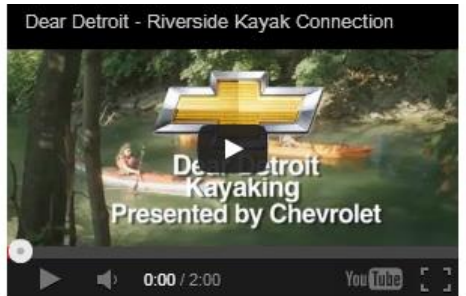 Dear Detroit - Riverside Kayak Connection
Dear Detroit
Kayaking
Presented by Chevrolet
0:00 / 2:00
YouTube